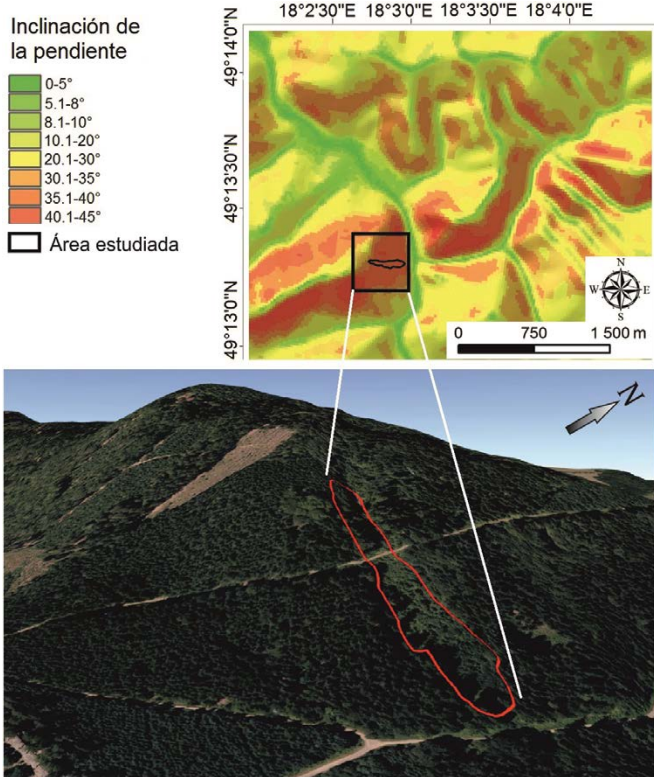 Inclinación de
la pendiente
0-5°
5.1-8°
8.1-10°
10.1-20°
20.1-30°
30.1-35°
35.1-40°
40.1-45°
Área estudiada
18°2'30"E 18°3'0"E 18°3'30"E 18°4'0"E
49°14'0"N
49°13'30"N
49°13'0"N
N
W E
S
0 750 1 500 m
N